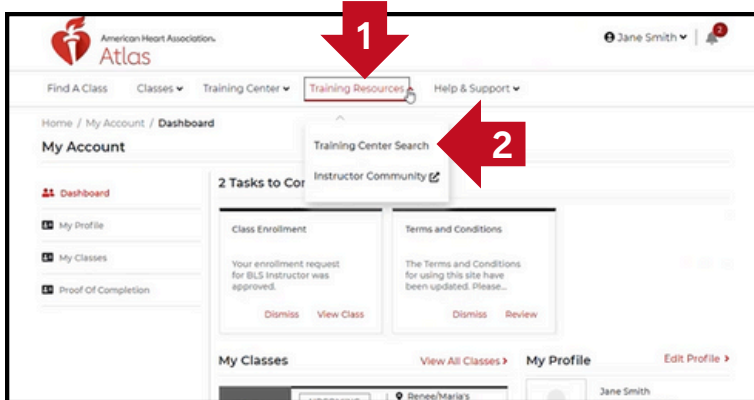 American Heart Association.
Atlas
1
Jane Smith
2
Find A Class Classes Training Center Training Resources Help & Support
Home / My Account / Dashboard
My Account
Training Center Search
2
Instructor Community
Dashboard
My Profile
My Classes
Proof Of Completion
2 Tasks to Co
Class Enrollment
Your enrollment request
for BLS Instructor was
approved.
Dismiss View Class
Terms and Conditions
The Terms and Conditions
for using this site have
been updated. Please...
Dismiss Review
My Classes View All Classes >
My Profile Edit Profile >
Renee/Maria's
Jane Smith